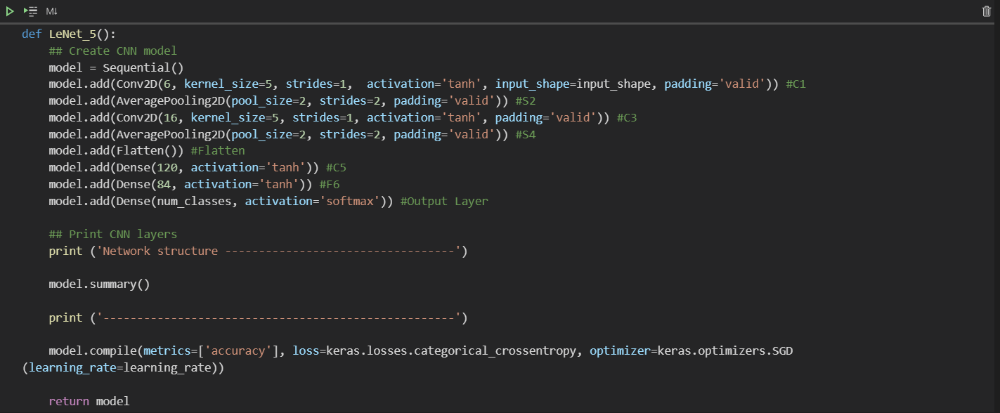 M↓
def LeNet_5():
    ## Create CNN model
    model = Sequential()
    model.add(Conv2D(6, kernel_size=5, strides=1,  activation='tanh', input_shape=input_shape, padding='valid')) #C1
    model.add(AveragePooling2D(pool_size=2, strides=2, padding='valid')) #S2
    model.add(Conv2D(16, kernel_size=5, strides=1, activation='tanh', padding='valid')) #C3
    model.add(AveragePooling2D(pool_size=2, strides=2, padding='valid')) #S4
    model.add(Flatten()) #Flatten
    model.add(Dense(120, activation='tanh')) #C5
    model.add(Dense(84, activation='tanh')) #F6
    model.add(Dense(num_classes, activation='softmax')) #Output Layer
    ## Print CNN layers
    print ('Network structure ----------------------------------')
    model.summary()
    print ('----------------------------------------------------')
    model.compile(metrics=['accuracy'], loss=keras.losses.categorical_crossentropy, optimizer=keras.optimizers.SGD
(learning_rate=learning_rate))
    return model